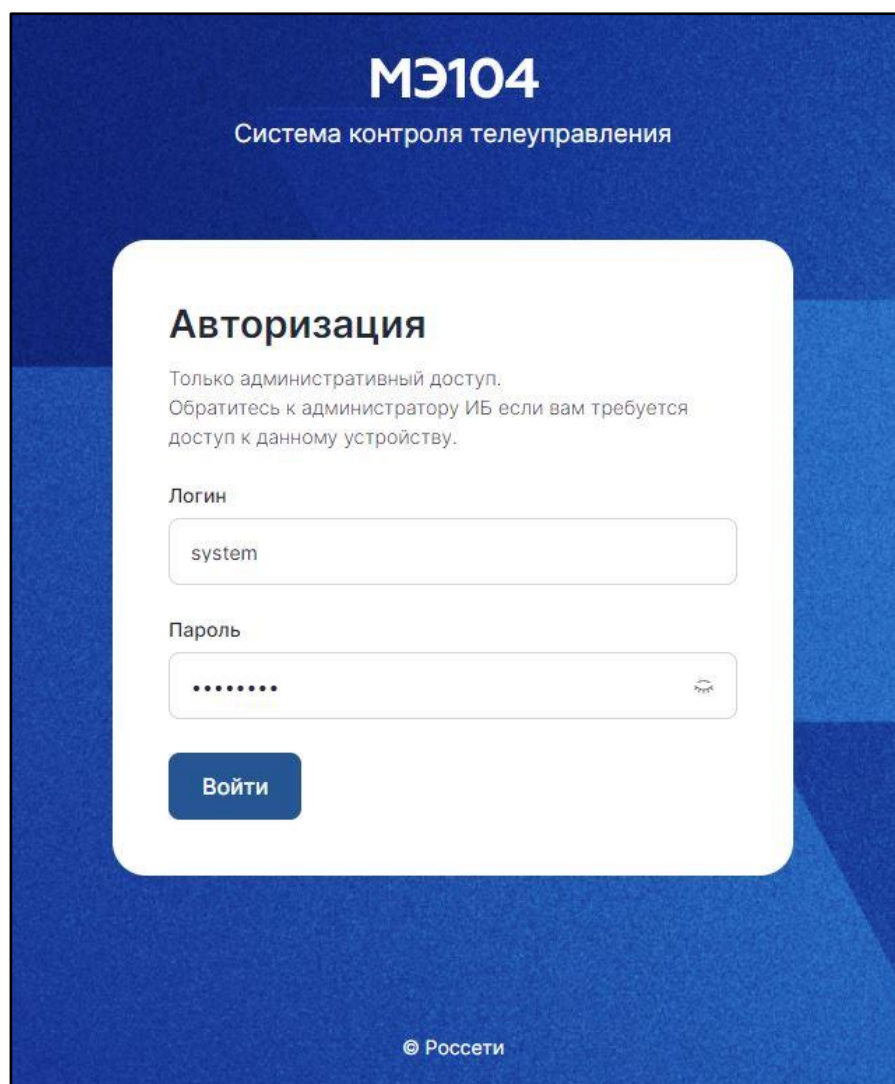 МЭ104
Система контроля телеуправления
Авторизация
Только административный доступ.
Обратитесь к администратору ИБ если вам требуется
доступ к данному устройству.
Логин
system
Пароль
••••••••
Войти
© Россети